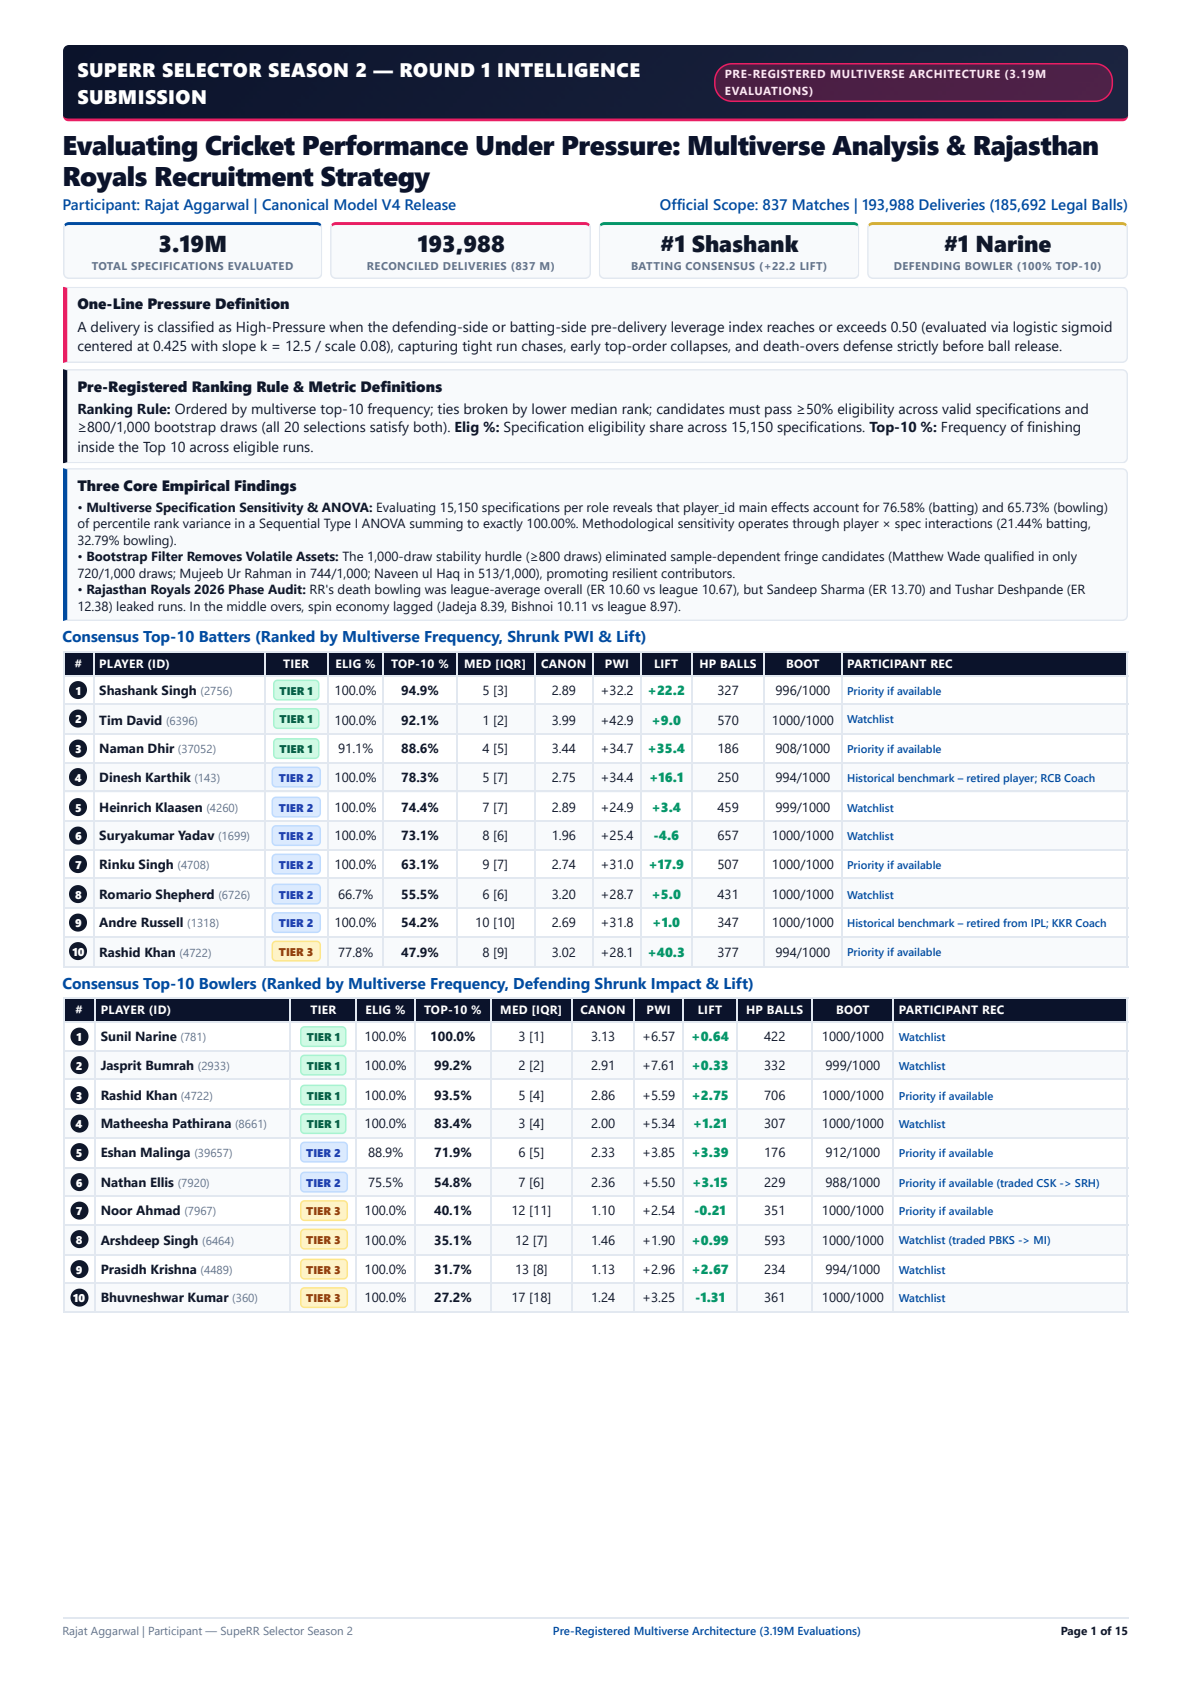 SUPERR SELECTOR SEASON 2 — ROUND 1 INTELLIGENCE
SUBMISSION
PRE-REGISTERED MULTIVERSE ARCHITECTURE (3.19M
EVALUATIONS)
Evaluating Cricket Performance Under Pressure: Multiverse Analysis & Rajasthan
Royals Recruitment Strategy
Participant: Rajat Aggarwal | Canonical Model V4 Release
Official Scope: 837 Matches | 193,988 Deliveries (185,692 Legal Balls)
3.19M
TOTAL SPECIFICATIONS EVALUATED
193,988
RECONCILED DELIVERIES (837 M)
#1 Shashank
BATTING CONSENSUS (+22.2 LIFT)
#1 Narine
DEFENDING BOWLER (100% TOP-10)
One-Line Pressure Definition
A delivery is classified as High-Pressure when the defending-side or batting-side pre-delivery leverage index reaches or exceeds 0.50 (evaluated via logistic sigmoid
centered at 0.425 with slope k = 12.5 / scale 0.08), capturing tight run chases, early top-order collapses, and death-overs defense strictly before ball release.
Pre-Registered Ranking Rule & Metric Definitions
Ranking Rule: Ordered by multiverse top-10 frequency; ties broken by lower median rank; candidates must pass ≥50% eligibility across valid specifications and
≥800/1,000 bootstrap draws (all 20 selections satisfy both). Elig %: Specification eligibility share across 15,150 specifications. Top-10 %: Frequency of finishing
inside the Top 10 across eligible runs.
Three Core Empirical Findings
• Multiverse Specification Sensitivity & ANOVA: Evaluating 15,150 specifications per role reveals that player_id main effects account for 76.58% (batting) and 65.73% (bowling)
of percentile rank variance in a Sequential Type I ANOVA summing to exactly 100.00%. Methodological sensitivity operates through player × spec interactions (21.44% batting,
32.79% bowling).
• Bootstrap Filter Removes Volatile Assets: The 1,000-draw stability hurdle (≥800 draws) eliminated sample-dependent fringe candidates (Matthew Wade qualified in only
720/1,000 draws; Mujeeb Ur Rahman in 744/1,000; Naveen ul Haq in 513/1,000), promoting resilient contributors.
• Rajasthan Royals 2026 Phase Audit: RR's death bowling was league-average overall (ER 10.60 vs league 10.67), but Sandeep Sharma (ER 13.70) and Tushar Deshpande (ER
12.38) leaked runs. In the middle overs, spin economy lagged (Jadeja 8.39, Bishnoi 10.11 vs league 8.97).
Consensus Top-10 Batters (Ranked by Multiverse Frequency, Shrunk PWI & Lift)
# PLAYER (ID) TIER ELIG % TOP-10 % MED [IQR] CANON PWI LIFT HP BALLS BOOT PARTICIPANT REC
1 Shashank Singh (2756) TIER 1 100.0% 94.9% 5 [3] 2.89 +32.2 +22.2 327 996/1000 Priority if available
2 Tim David (6396) TIER 1 100.0% 92.1% 1 [2] 3.99 +42.9 +9.0 570 1000/1000 Watchlist
3 Naman Dhir (37052) TIER 1 91.1% 88.6% 4 [5] 3.44 +34.7 +35.4 186 908/1000 Priority if available
4 Dinesh Karthik (143) TIER 2 100.0% 78.3% 5 [7] 2.75 +34.4 +16.1 250 994/1000 Historical benchmark – retired player; RCB Coach
5 Heinrich Klaasen (4260) TIER 2 100.0% 74.4% 7 [7] 2.89 +24.9 +3.4 459 999/1000 Watchlist
6 Suryakumar Yadav (1699) TIER 2 100.0% 73.1% 8 [6] 1.96 +25.4 -4.6 657 1000/1000 Watchlist
7 Rinku Singh (4708) TIER 2 100.0% 63.1% 9 [7] 2.74 +31.0 +17.9 507 1000/1000 Priority if available
8 Romario Shepherd (6726) TIER 2 66.7% 55.5% 6 [6] 3.20 +28.7 +5.0 431 1000/1000 Watchlist
9 Andre Russell (1318) TIER 2 100.0% 54.2% 10 [10] 2.69 +31.8 +1.0 347 1000/1000 Historical benchmark – retired from IPL; KKR Coach
10 Rashid Khan (4722) TIER 3 77.8% 47.9% 8 [9] 3.02 +28.1 +40.3 377 994/1000 Priority if available
Consensus Top-10 Bowlers (Ranked by Multiverse Frequency, Defending Shrunk Impact & Lift)
# PLAYER (ID) TIER ELIG % TOP-10 % MED [IQR] CANON PWI LIFT HP BALLS BOOT PARTICIPANT REC
1 Sunil Narine (781) TIER 1 100.0% 100.0% 3 [1] 3.13 +6.57 +0.64 422 1000/1000 Watchlist
2 Jasprit Bumrah (2933) TIER 1 100.0% 99.2% 2 [2] 2.91 +7.61 +0.33 332 999/1000 Watchlist
3 Rashid Khan (4722) TIER 1 100.0% 93.5% 5 [4] 2.86 +5.59 +2.75 706 1000/1000 Priority if available
4 Matheesha Pathirana (8661) TIER 1 100.0% 83.4% 3 [4] 2.00 +5.34 +1.21 307 1000/1000 Watchlist
5 Eshan Malinga (39657) TIER 2 88.9% 71.9% 6 [5] 2.33 +3.85 +3.39 176 912/1000 Priority if available
6 Nathan Ellis (7920) TIER 2 75.5% 54.8% 7 [6] 2.36 +5.50 +3.15 229 988/1000 Priority if available (traded CSK -> SRH)
7 Noor Ahmad (7967) TIER 3 100.0% 40.1% 12 [11] 1.10 +2.54 -0.21 351 1000/1000 Priority if available
8 Arshdeep Singh (6464) TIER 3 100.0% 35.1% 12 [7] 1.46 +1.90 +0.99 593 1000/1000 Watchlist (traded PBKS -> MI)
9 Prasidh Krishna (4489) TIER 3 100.0% 31.7% 13 [8] 1.13 +2.96 +2.67 234 994/1000 Watchlist
10 Bhuvneshwar Kumar (360) TIER 3 100.0% 27.2% 17 [18] 1.24 +3.25 -1.31 361 1000/1000 Watchlist
Rajat Aggarwal | Participant — SupeRR Selector Season 2
Pre-Registered Multiverse Architecture (3.19M Evaluations)
Page 1 of 15